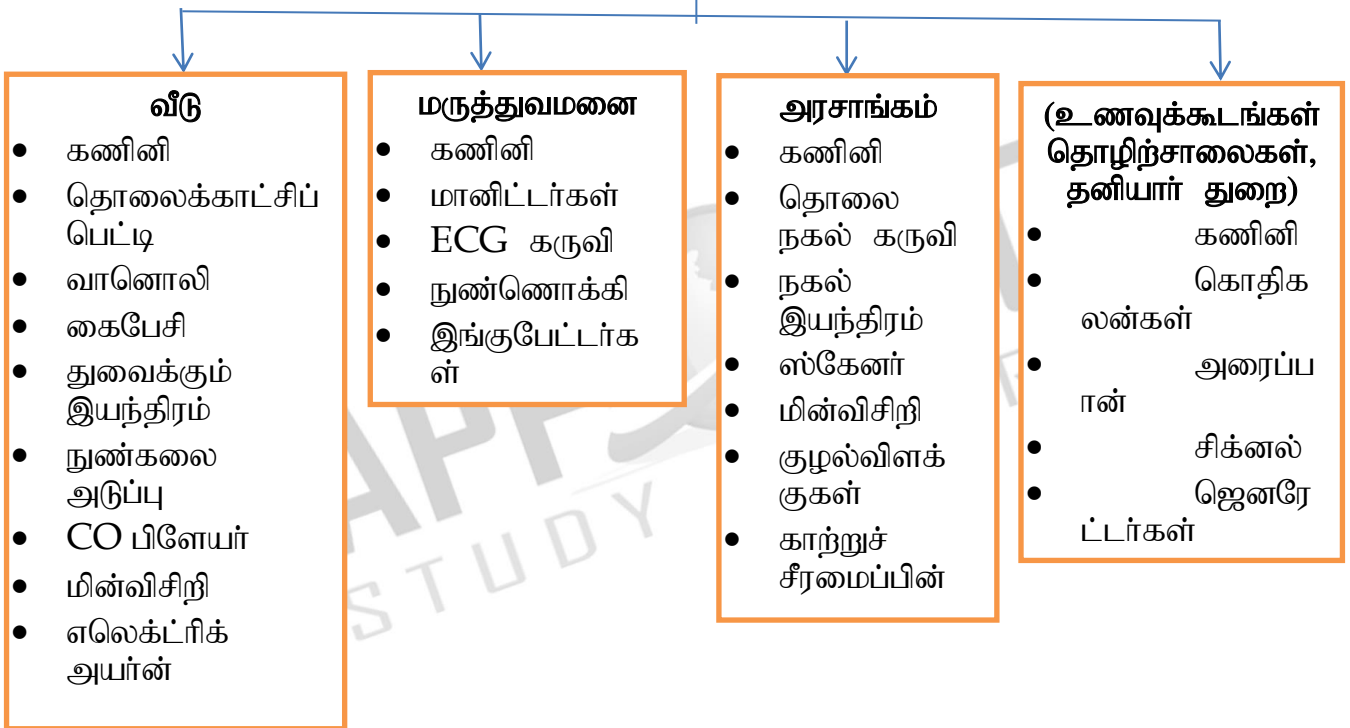 வீடு
• கணினி
• தொலைக்காட்சிப்
பெட்டி
• வானொலி
• கைபேசி
• துவைக்கும்
இயந்திரம்
• நுண்கலை
அடுப்பு
• CO பிளேயர்
• மின்விசிறி
• எலெக்ட்ரிக்
அயர்ன்
மருத்துவமனை
• கணினி
• மானிட்டர்கள்
• ECG கருவி
• நுண்ணொக்கி
• இங்குபேட்டர்க
ள்
அரசாங்கம்
• கணினி
• தொலை
நகல் கருவி
• நகல்
இயந்திரம்
• ஸ்கேனர்
• மின்விசிறி
• குழல்விளக்
குகள்
• காற்றுச்
சீரமைப்பின்
(உணவுக்கூடங்கள்
தொழிற்சாலைகள்,
தனியார் துறை)
• கணினி
• கொதிக
லன்கள்
• அரைப்ப
ான்
• சிக்னல்
• ஜெனரே
ட்டர்கள்
STUDY